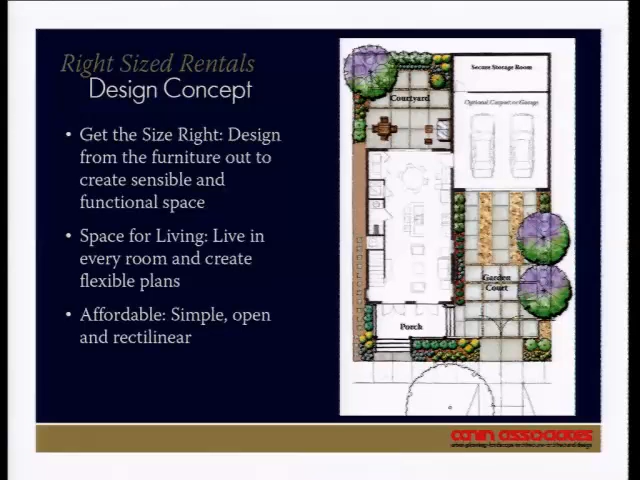 Right Sized Rentals
Design Concept
• Get the Size Right: Design
from the furniture out to
create sensible and
functional space
• Space for Living: Live in
every room and create
flexible plans
• Affordable: Simple, open
and rectilinear
Secure Storage Room
Courtyard
Optional Carport or Garage
Garden
Court
Porch
canin associates